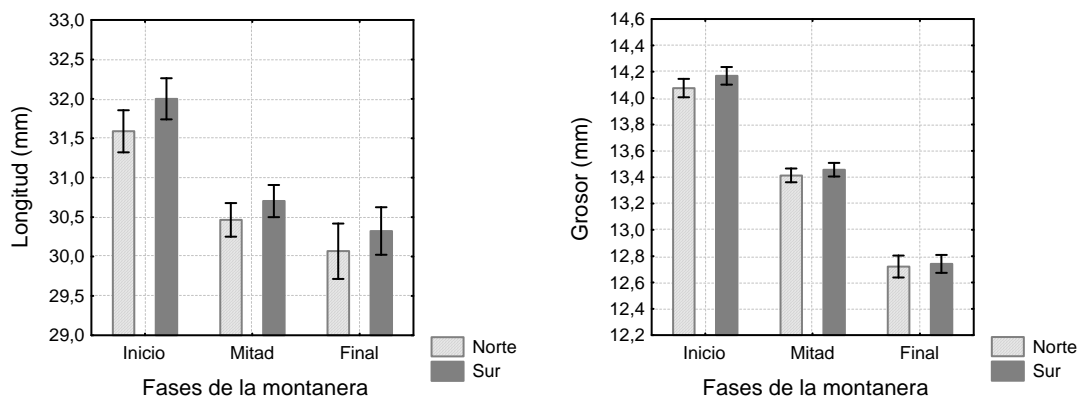 33,0
32,5
32,0
31,5
31,0
30,5
30,0
29,5
29,0
Longitud (mm)
Inicio Mitad Final
Fases de la montanera
Norte
Sur
14,6
14,4
14,2
14,0
13,8
13,6
13,4
13,2
13,0
12,8
12,6
12,4
12,2
Grosor (mm)
Inicio Mitad Final
Fases de la montanera
Norte
Sur